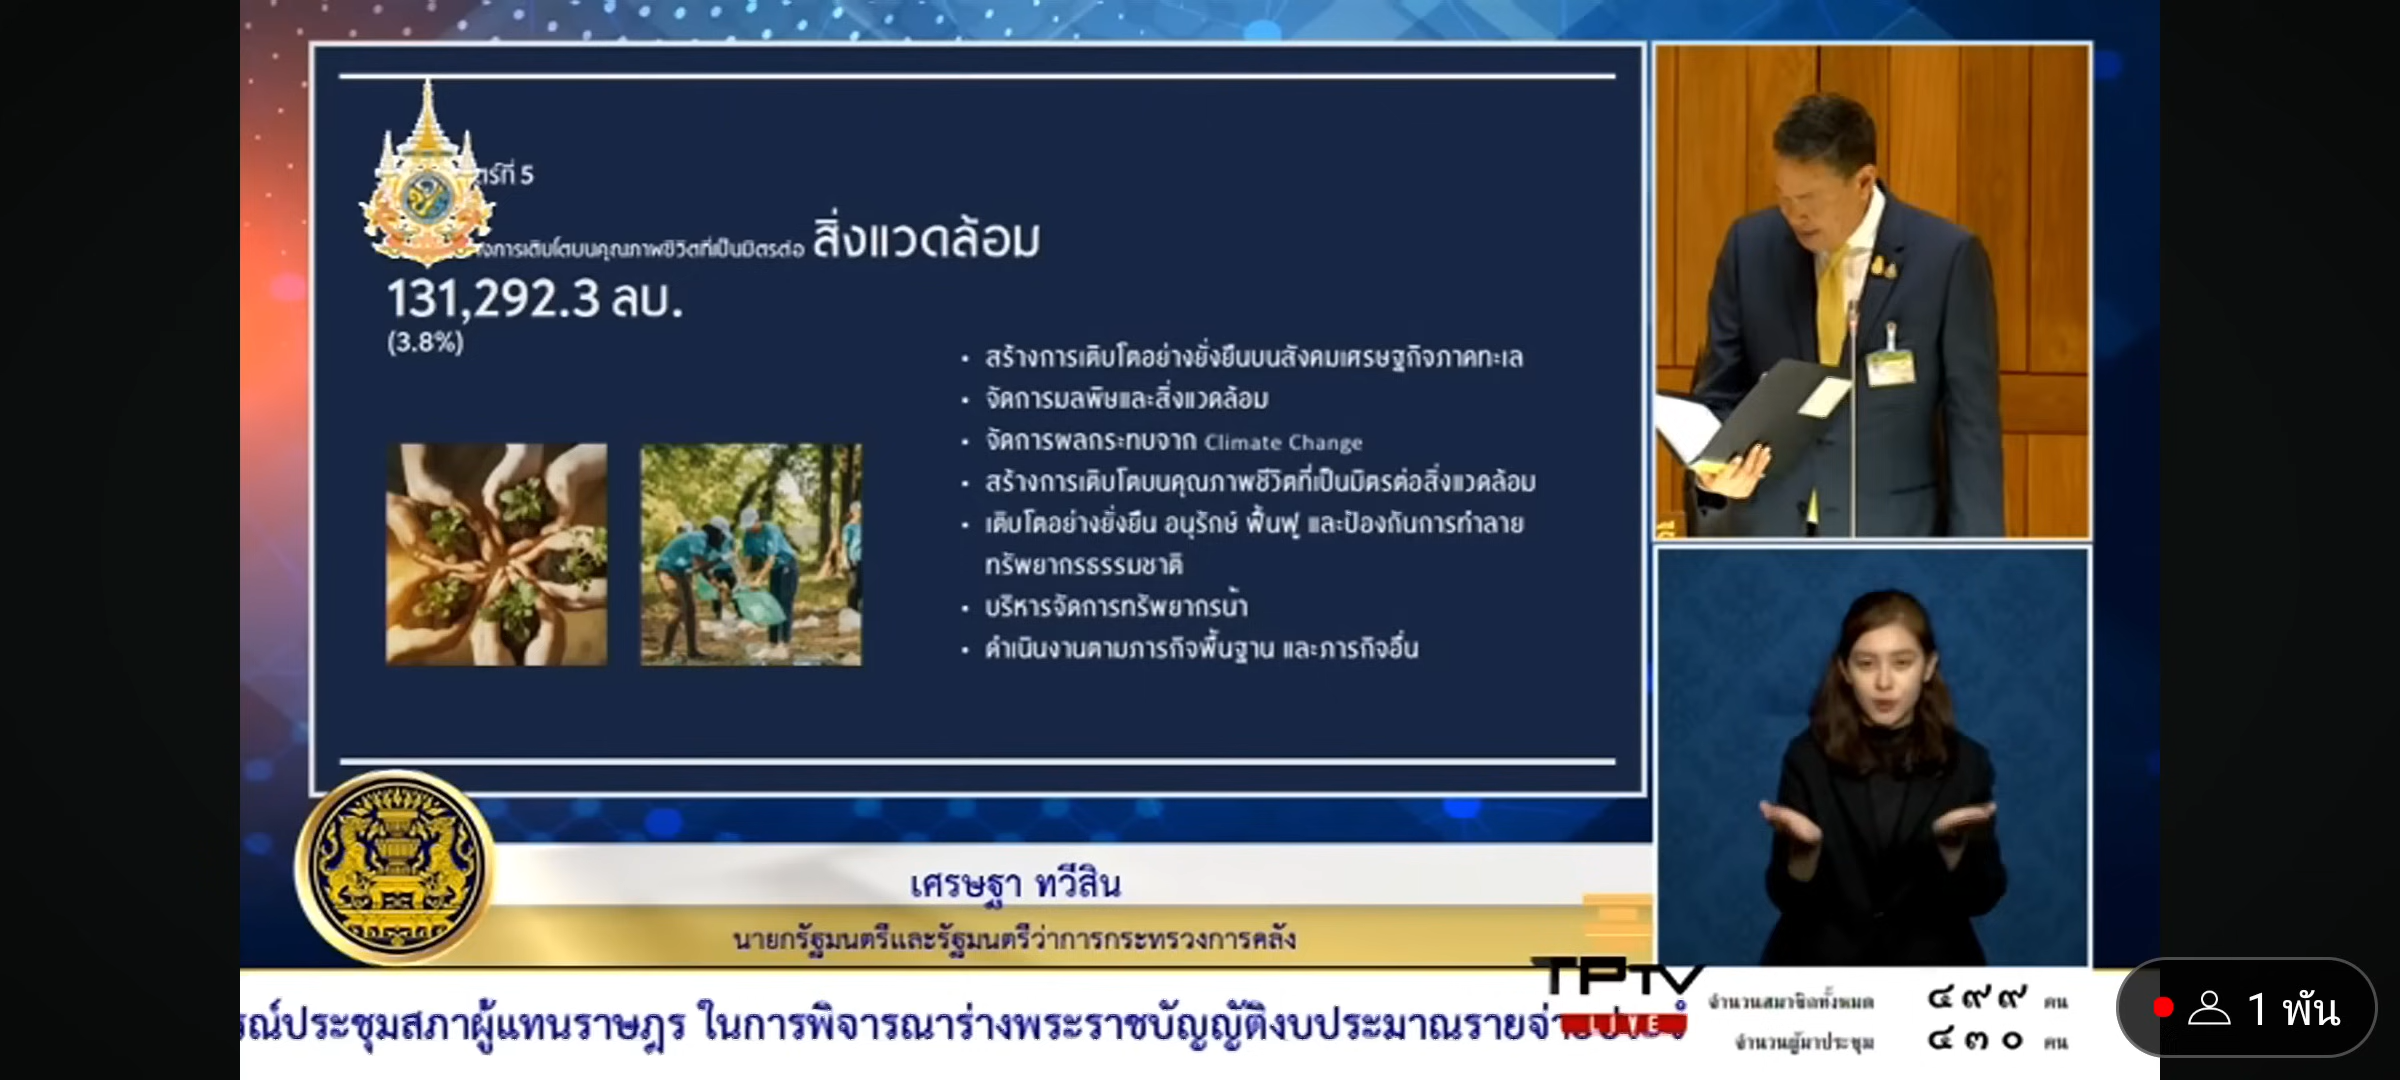 ตร์ที่ 5
งการเติบโตบนคุณภาพชีวิตที่เป็นมิตรต่อ สิ่งแวดล้อม
131,292.3 ลบ.
(3.8%)
• สร้างการเติบโตอย่างยั่งยืนบนสังคมเศรษฐกิจภาคทะเล
• จัดการมลพิษและสิ่งแวดล้อม
• จัดการผลกระทบจาก Climate Change
• สร้างการเติบโตบนคุณภาพชีวิตที่เป็นมิตรต่อสิ่งแวดล้อม
• เติบโตอย่างยั่งยืน อนุรักษ์ ฟื้นฟู และป้องกันการทำลาย
ทรัพยากรธรรมชาติ
• บริหารจัดการทรัพยากรน้ำ
• ดำเนินงานตามภารกิจพื้นฐาน และภารกิจอื่น
เศรษฐา ทวีสิน
นายกรัฐมนตรีและรัฐมนตรีว่าการกระทรวงการคลัง
รณ์ประชุมสภาผู้แทนราษฎร ในการพิจารณาร่างพระราชบัญญัติงบประมาณรายจ่
TPTV
LIVE
จำนวนสมาชิกทั้งหมด ๔๙๙ คน
จำนวนผู้มาประชุม ๔๓๐ คน
1 พัน